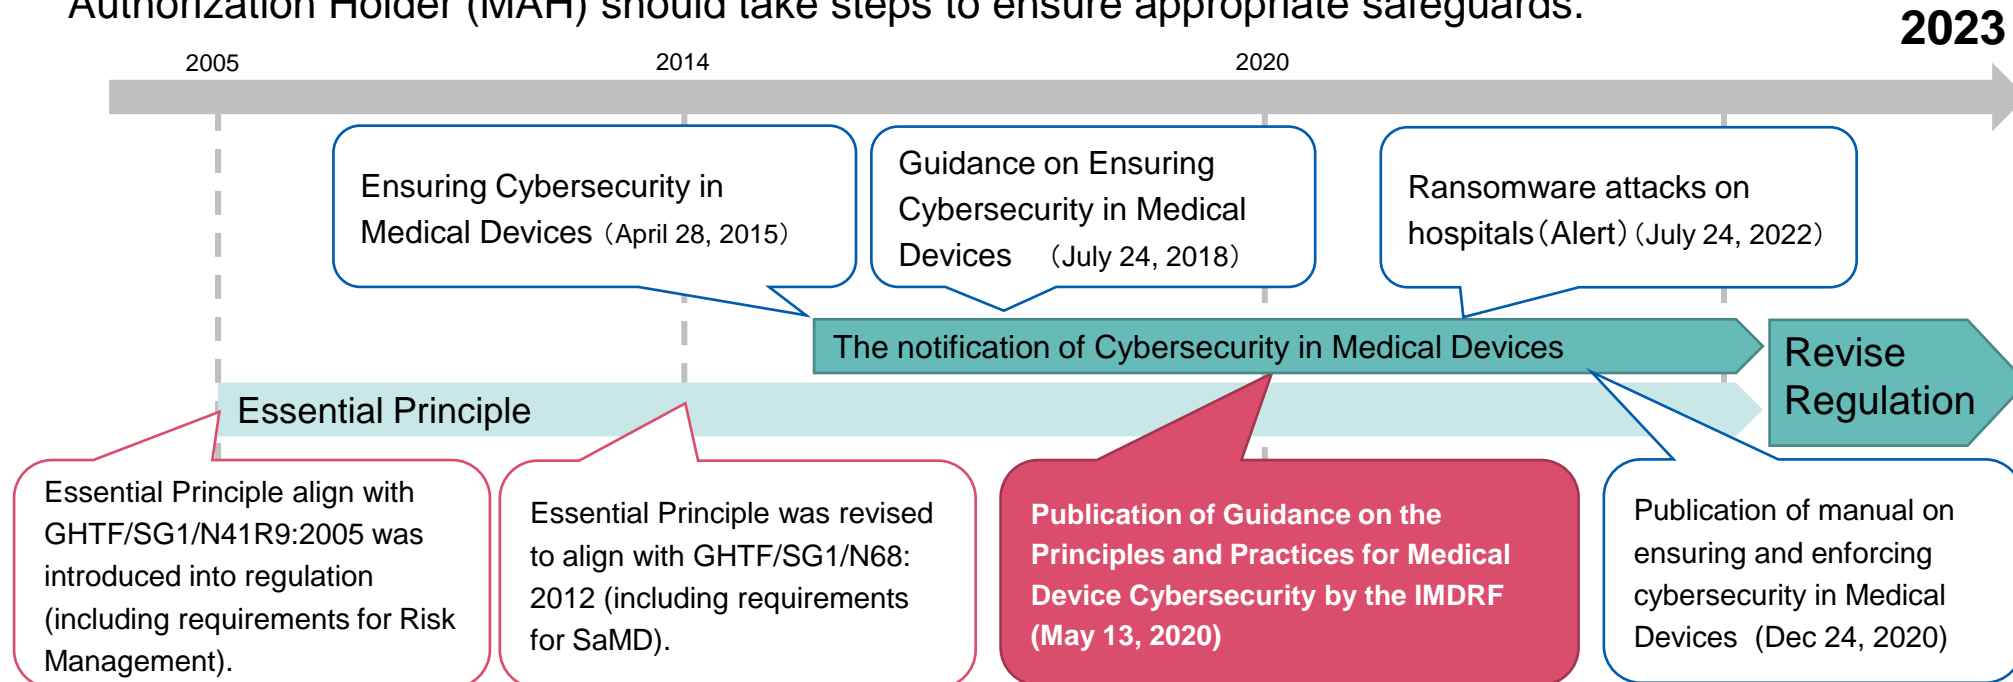 Authorization Holder (MAH) should take steps to ensure appropriate safeguards.
2023
2005
2014
2020
Ensuring Cybersecurity in
Medical Devices（April 28, 2015）
Guidance on Ensuring
Cybersecurity in Medical
Devices （July 24, 2018）
Ransomware attacks on
hospitals（Alert）（July 24, 2022）
The notification of Cybersecurity in Medical Devices
Revise
Regulation
Essential Principle
Essential Principle align with
GHTF/SG1/N41R9:2005 was
introduced into regulation
(including requirements for Risk
Management).
Essential Principle was revised
to align with GHTF/SG1/N68:
2012 (including requirements
for SaMD).
Publication of Guidance on the
Principles and Practices for Medical
Device Cybersecurity by the IMDRF
(May 13, 2020)
Publication of manual on
ensuring and enforcing
cybersecurity in Medical
Devices (Dec 24, 2020)